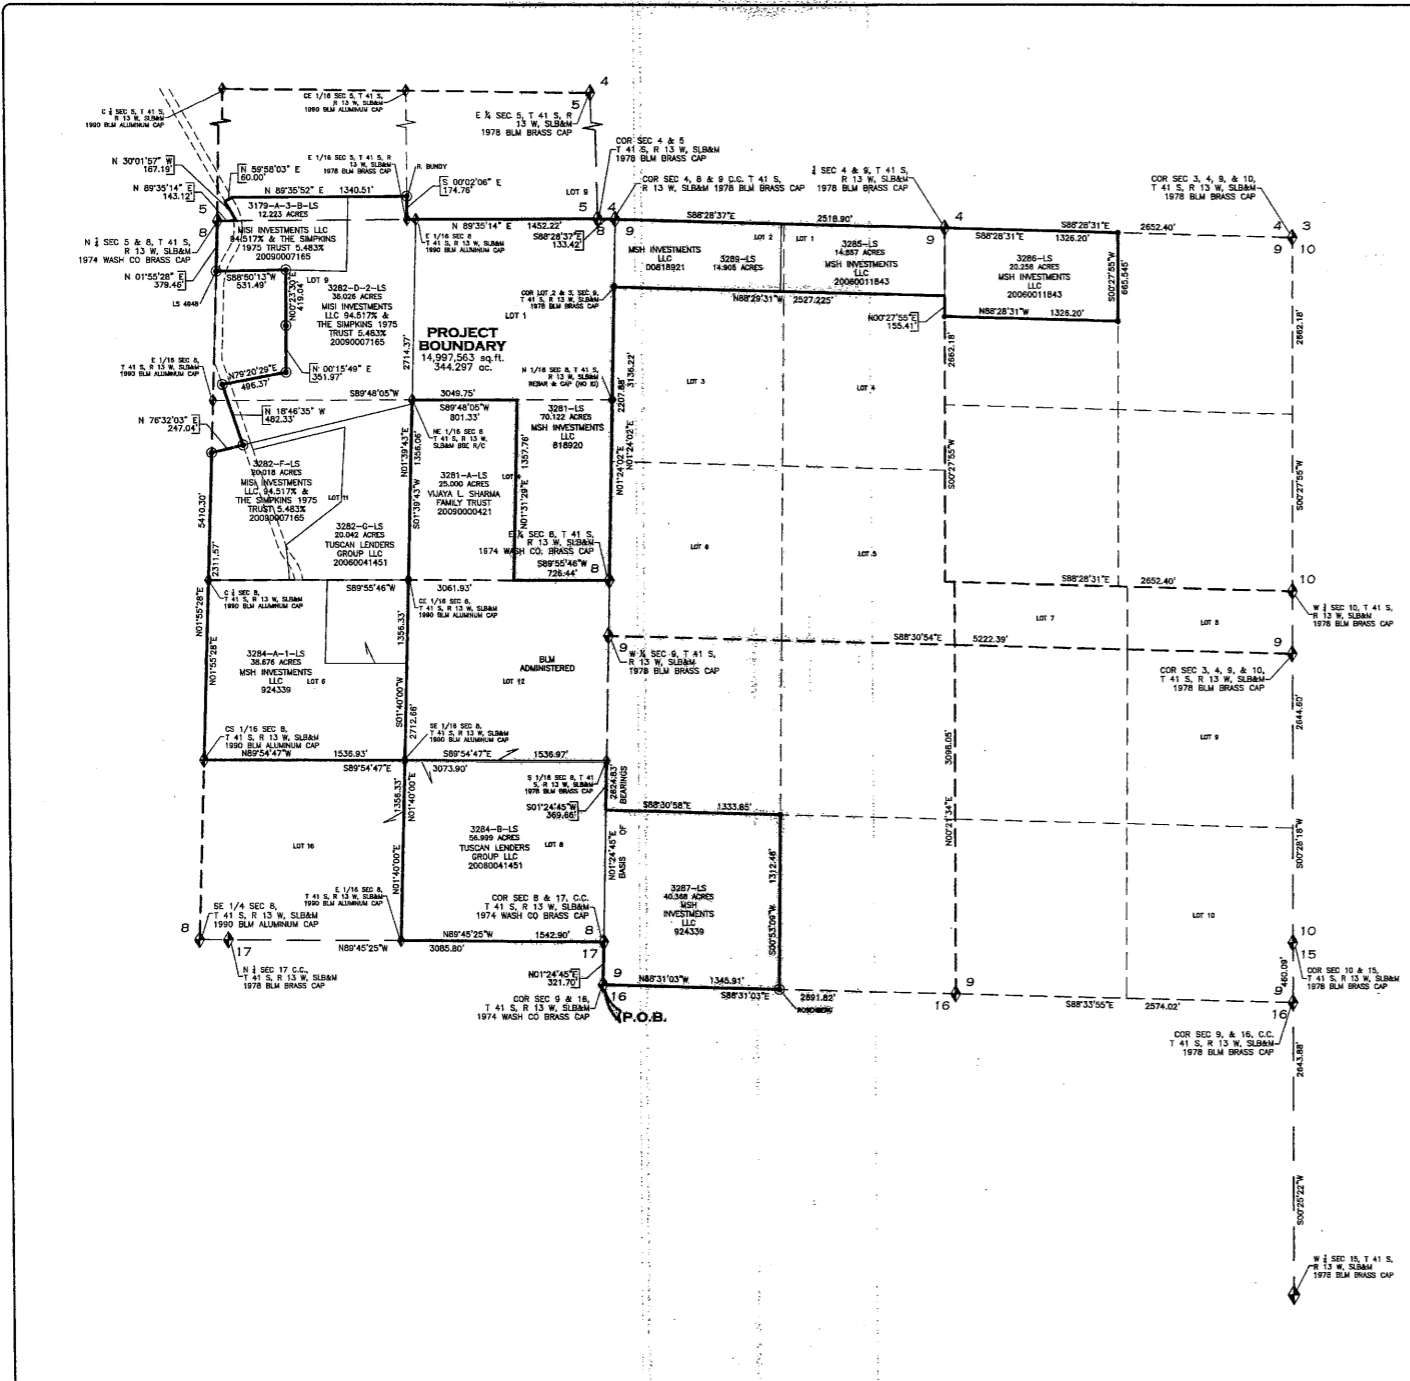 4
5
C ¼ SEC 5, T 41 S,
R 13 W, SLB&M
1990 BLM ALUMINUM CAP
CE 1/16 SEC 5, T 41 S,
R 13 W, SLB&M
1990 BLM ALUMINUM CAP
E ¼ SEC. 5, T 41 S, R
13 W, SLB&M
1978 BLM BRASS CAP
COR SEC 4 & 5
T 41 S, R 13 W, SLB&M
1978 BLM BRASS CAP
N 30°01'57" W
167.19'
N 59°58'03" E
60.00'
E 1/16 SEC 5, T 41 S, R
13 W, SLB&M
1978 BLM BRASS CAP
R. BUNDY
COR SEC 4, 8 & 9 C.C. T 41 S,
R 13 W, SLB&M 1978 BLM BRASS CAP
¼ SEC 4 & 9, T 41 S,
R 13 W, SLB&M
1978 BLM BRASS CAP
COR SEC 3, 4, 9, & 10,
T 41 S, R 13 W, SLB&M
1978 BLM BRASS CAP
N 89°35'14" E
143.12'
N 89°35'52" E 1340.51'
S 00°02'06" E
174.76'
LOT 9
3179-A-3-B-LS
12.223 ACRES
MISI INVESTMENTS LLC
94.517% & THE SIMPKINS
1975 TRUST 5.483%
20090007165
5
8
N ¼ SEC 5 & 8, T 41 S,
R 13 W, SLB&M
1974 WASH CO BRASS CAP
E 1/16 SEC 8
T 41 S, R 13 W, SLB&M
1990 BLM ALUMINUM CAP
N 89°35'14" E 1452.22'
S88°28'37"E
133.42'
5 4
8 9
S88°28'37"E 2518.90'
4
9
S88°28'31"E 2652.40'
S88°28'31"E 1326.20'
4 3
9 10
N 01°55'28" E
379.46'
S88°50'13"W
531.49'
LS 4948
N00°23'30"E
419.04'
LOT 9
3282-D-2-LS
36.026 ACRES
MISI INVESTMENTS
LLC 94.517% &
THE SIMPKINS 1975
TRUST 5.483%
20090007165
MSH INVESTMENTS
LLC
00818921
LOT 2
3289-LS
14.905 ACRES
LOT 1
3285-LS
14.857 ACRES
MSH INVESTMENTS
LLC
20060011843
3286-LS
20.258 ACRES
MSH INVESTMENTS
LLC
20060011843
S00°27'55"W
665.545'
COR LOT 2 & 3, SEC 9,
T 41 S, R 13 W, SLB&M
1978 BLM BRASS CAP
N88°29'31"W 2527.225'
N00°27'55"E
155.41'
N88°28'31"W 1326.20'
LOT 1
PROJECT
BOUNDARY
14,997,563 sq.ft.
344.297 ac.
2714.37'
E 1/16 SEC 8,
T 41 S, R 13 W, SLB&M
1990 BLM ALUMINUM CAP
N79°20'29"E
496.37'
N 00°15'49" E
351.97'
N 1/16 SEC 8, T 41 S,
R 13 W, SLB&M
REBAR & CAP (NO ID)
2207.88'
3136.22'
N01°24'02"E
N01°24'02"E
LOT 3
LOT 4
2662.18'
2662.18'
S89°48'05"W 3049.75'
S89°48'05"W
801.33'
N 76°32'03" E
247.04'
N 18°46'35" W
482.33'
NE 1/16 SEC 8
T 41 S, R 13 W,
N01°39'43"E
1356.06'
S01°39'43"W
1357.76'
N01°31'29"E
3281-LS
70.122 ACRES
MSH INVESTMENTS
LLC
818920
3281-A-LS
25.000 ACRES
VIJAYA L. SHARMA
FAMILY TRUST
20090000421
3282-F-LS
20.018 ACRES
MISI INVESTMENTS
LLC 94.517% &
THE SIMPKINS 1975
TRUST 5.483%
20090007165
LOT 11
3282-G-LS
20.042 ACRES
TUSCAN LENDERS
GROUP LLC
20060041451
5410.30'
2311.57'
S00°27'55"W
S00°27'55"W
E ¼ SEC 8, T 41 S,
R 13 W, SLB&M
1974 WASH CO. BRASS CAP
S89°55'46"W
726.44'
8
LOT 6
LOT 5
C ¼ SEC 8,
T 41 S, R 13 W, SLB&M
1990 BLM ALUMINUM CAP
S89°55'46"W 3061.93'
CE 1/16 SEC 8,
T 41 S, R 13 W, SLB&M
1990 BLM ALUMINUM CAP
S88°28'31"E 2652.40'
10
W ¼ SEC 10, T 41 S,
R 13 W, SLB&M
1978 BLM BRASS CAP
N01°55'28"E
N01°55'28"E
1356.33'
LOT 7
LOT 8
9
W ¼ SEC 9, T 41 S,
R 13 W, SLB&M
1978 BLM BRASS CAP
S88°30'54"E 5222.39'
9
COR SEC 3, 4, 9, & 10,
T 41 S, R 13 W, SLB&M
1978 BLM BRASS CAP
3284-A-1-LS
38.676 ACRES
MSH INVESTMENTS
LLC
924339
LOT 6
BLM
ADMINISTERED
LOT 12
S01°40'00"W
2712.66'
CS 1/16 SEC 8,
T 41 S, R 13 W, SLB&M
1990 BLM ALUMINUM CAP
N89°54'47"W 1536.93'
S89°54'47"E 3073.90'
SE 1/16 SEC 8,
T 41 S, R 13 W, SLB&M
1990 BLM ALUMINUM CAP
S89°54'47"E 1536.97'
S 1/16 SEC 8, T 41
S, R 13 W, SLB&M
1978 BLM BRASS CAP
S01°24'45"W
369.66'
2624.83'
N01°24'45"E
BASIS OF BEARINGS
1356.33'
N01°40'00"E
N01°40'00"E
3098.05'
N00°21'34"E
2644.60'
LOT 9
S88°30'58"E 1333.85'
S00°28'18"W
3284-B-LS
56.999 ACRES
TUSCAN LENDERS
GROUP LLC
20060041451
LOT 8
LOT 16
1312.46'
S00°53'09"W
3287-LS
40.368 ACRES
MSH
INVESTMENTS
LLC
924339
E 1/16 SEC 8,
T 41 S, R 13 W, SLB&M
1990 BLM ALUMINUM CAP
SE 1/4 SEC 8,
T 41 S, R 13 W, SLB&M
1990 BLM ALUMINUM CAP
COR SEC 8 & 17, C.C.
T 41 S, R 13 W, SLB&M
1974 WASH CO BRASS CAP
LOT 10
8
17
N89°45'25"W 1542.90'
N89°45'25"W 3085.80'
8
17
10
15
N ¼ SEC 17 C.C.,
T 41 S, R 13 W, SLB&M
1978 BLM BRASS CAP
N01°24'45"E
321.70'
9
16
COR SEC 9 & 16,
T 41 S, R 13 W, SLB&M
1974 WASH CO BRASS CAP
P.O.B.
N88°31'03"W 1345.91'
S88°31'03"E 2691.82'
9
16
S88°33'55"E 2574.02'
460.09'
COR SEC 10 & 15,
T 41 S, R 13 W, SLB&M
1978 BLM BRASS CAP
9
16
COR SEC 9, & 16, C.C.
T 41 S, R 13 W, SLB&M
1978 BLM BRASS CAP
2643.88'
S00°25'22"W
W ¼ SEC 15, T 41 S,
R 13 W, SLB&M
1978 BLM BRASS CAP